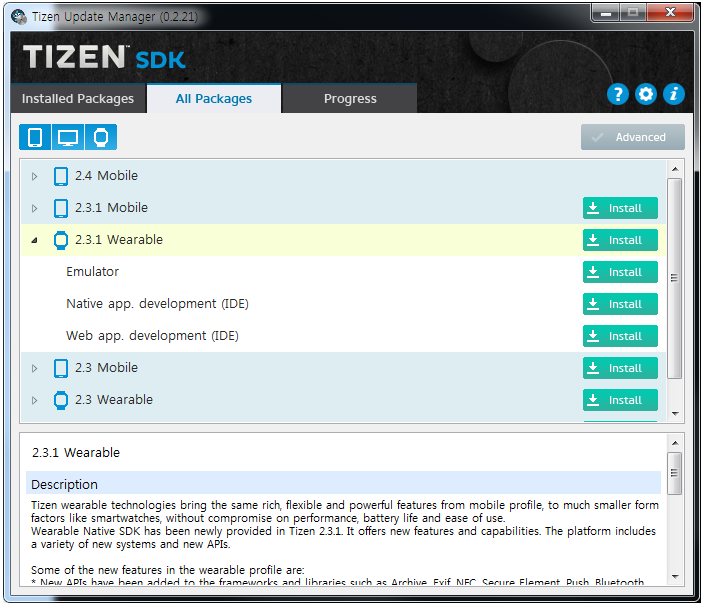 Tizen Update Manager (0.2.21)
TIZEN™ SDK
Installed Packages
All Packages
Progress
Advanced
2.4 Mobile
2.3.1 Mobile
Install
2.3.1 Wearable
Install
Emulator
Install
Native app. development (IDE)
Install
Web app. development (IDE)
Install
2.3 Mobile
Install
2.3 Wearable
Install
2.3.1 Wearable
Description
Tizen wearable technologies bring the same rich, flexible and powerful features from mobile profile, to much smaller form
factors like smartwatches, without compromise on performance, battery life and ease of use.
Wearable Native SDK has been newly provided in Tizen 2.3.1. It offers new features and capabilities. The platform includes
a variety of new systems and new APIs.
Some of the new features in the wearable profile are:
* New APIs have been added to the frameworks and libraries such as Archive, Exif, NFC, Secure Element, Push, Bluetooth